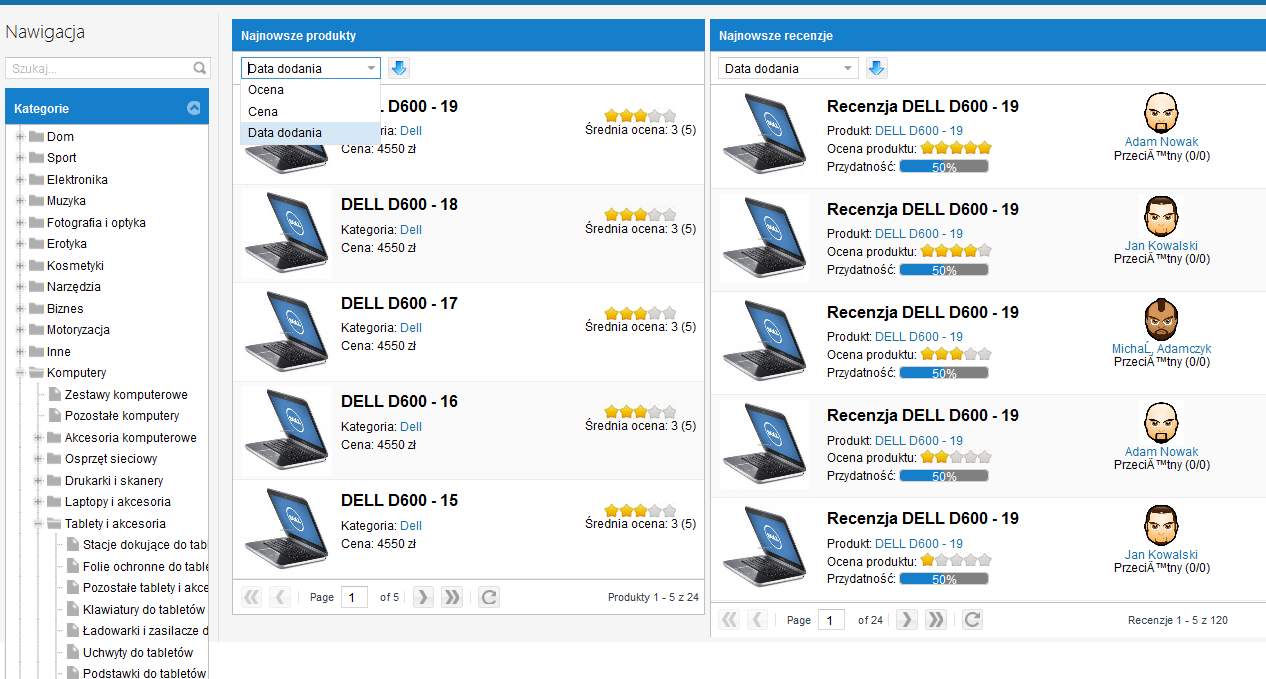 Nawigacja
Szukaj...
Kategorie
Dom
Sport
Elektronika
Muzyka
Fotografia i optyka
Erotyka
Kosmetyki
Narzędzia
Biznes
Motoryzacja
Inne
Komputery
Zestawy komputerowe
Pozostałe komputery
Akcesoria komputerowe
Osprzęt sieciowy
Drukarki i skanery
Laptopy i akcesoria
Tablety i akcesoria
Stacje dokujące do tabl
Folie ochronne do table
Pozostałe tablety i akce
Klawiatury do tabletów
Ładowarki i zasilacze d
Uchwyty do tabletów
Podstawki do tabletów
Najnowsze produkty
Data dodania
Ocena
Cena
Data dodania
L D600 - 19
ria: Dell
Cena: 4550 zł
Średnia ocena: 3 (5)
DELL D600 - 18
Kategoria: Dell
Cena: 4550 zł
Średnia ocena: 3 (5)
DELL D600 - 17
Kategoria: Dell
Cena: 4550 zł
Średnia ocena: 3 (5)
DELL D600 - 16
Kategoria: Dell
Cena: 4550 zł
Średnia ocena: 3 (5)
DELL D600 - 15
Kategoria: Dell
Cena: 4550 zł
Średnia ocena: 3 (5)
Page 1 of 5
Produkty 1 - 5 z 24
Najnowsze recenzje
Data dodania
Recenzja DELL D600 - 19
Produkt: DELL D600 - 19
Ocena produktu:
Przydatność: 50%
Adam Nowak
PrzeciÄ™tny (0/0)
Recenzja DELL D600 - 19
Produkt: DELL D600 - 19
Ocena produktu:
Przydatność: 50%
Jan Kowalski
PrzeciÄ™tny (0/0)
Recenzja DELL D600 - 19
Produkt: DELL D600 - 19
Ocena produktu:
Przydatność: 50%
MichaĹ‚ Adamczyk
PrzeciÄ™tny (0/0)
Recenzja DELL D600 - 19
Produkt: DELL D600 - 19
Ocena produktu:
Przydatność: 50%
Adam Nowak
PrzeciÄ™tny (0/0)
Recenzja DELL D600 - 19
Produkt: DELL D600 - 19
Ocena produktu:
Przydatność: 50%
Jan Kowalski
PrzeciÄ™tny (0/0)
Page 1 of 24
Recenzje 1 - 5 z 120